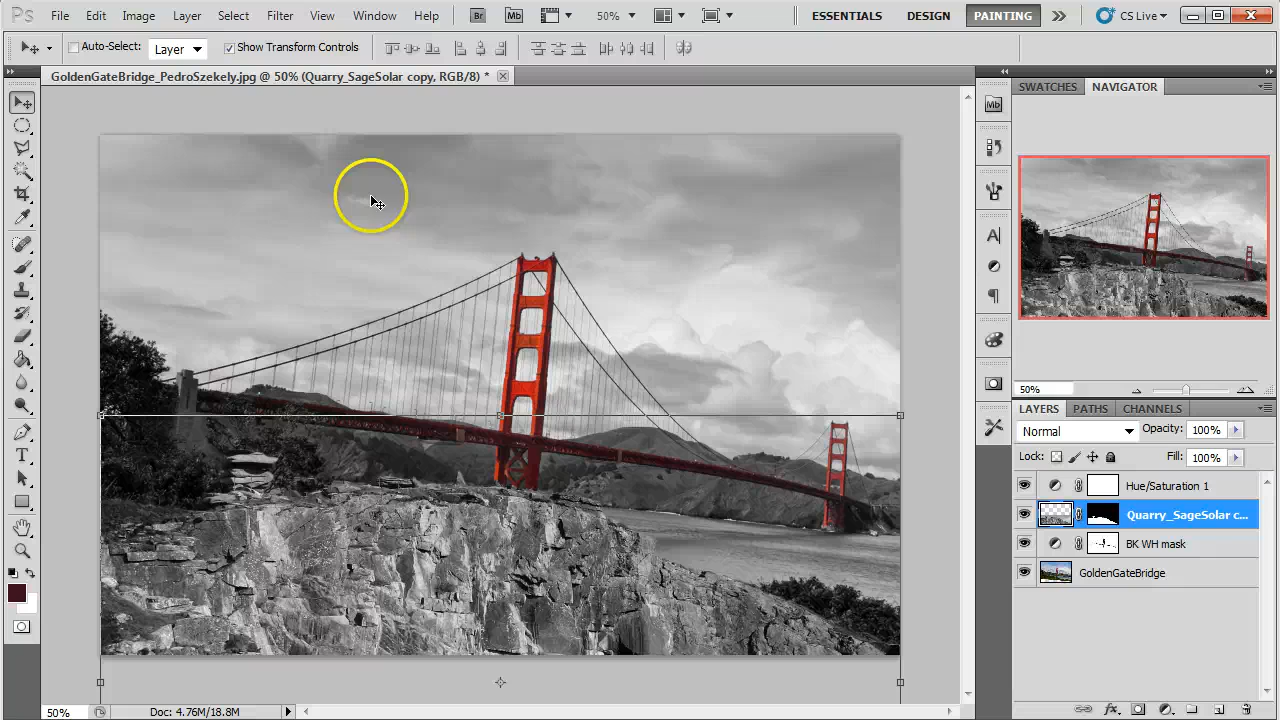 Ps File Edit Image Layer Select Filter View Window Help Br Mb 50% ESSENTIALS DESIGN PAINTING CS Live
Auto-Select: Layer Show Transform Controls
GoldenGateBridge_PedroSzekely.jpg @ 50% (Quarry_SageSolar copy, RGB/8) *
SWATCHES NAVIGATOR
Mb
A
50%
LAYERS PATHS CHANNELS
Normal Opacity: 100%
Lock: Fill: 100%
Hue/Saturation 1
Quarry_SageSolar c...
BK WH mask
GoldenGateBridge
T
50% Doc: 4.76M/18.8M
fx